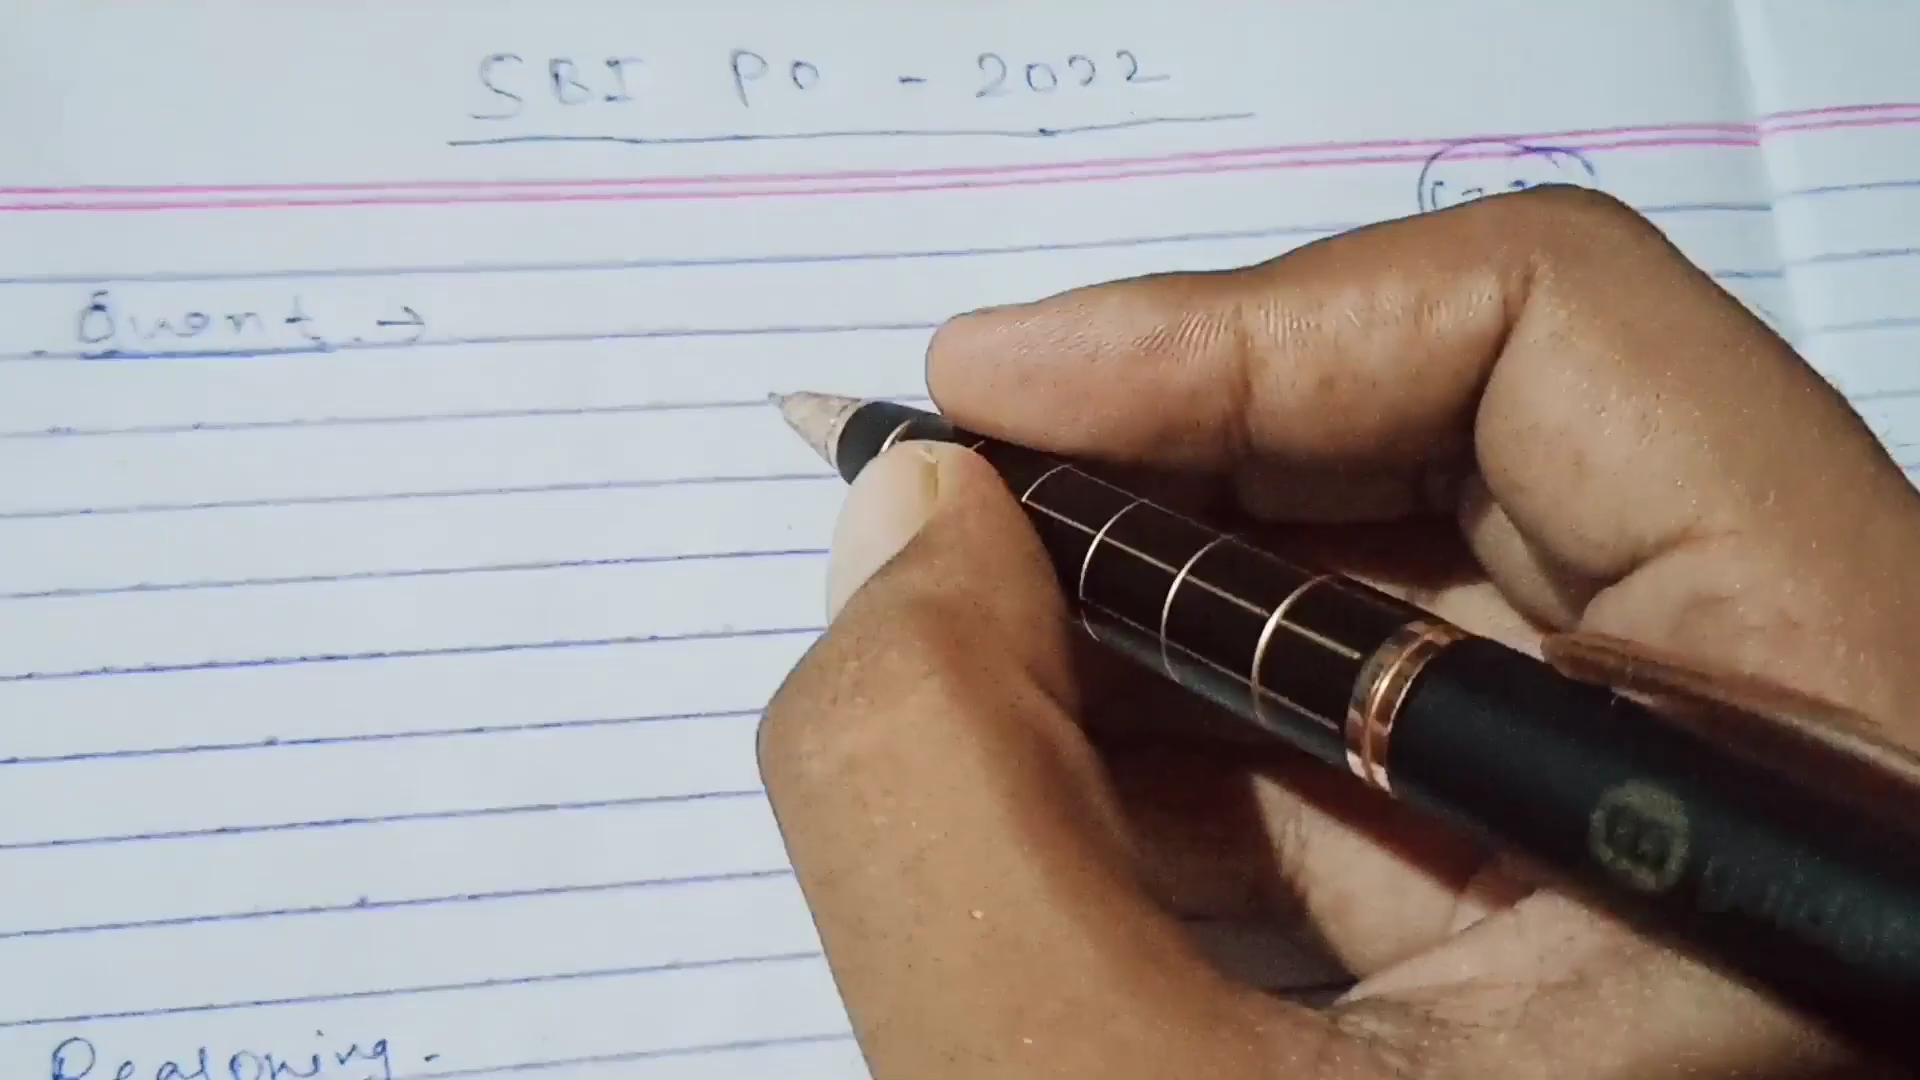 SBI PO - 2022
Quant →
Reasoning.